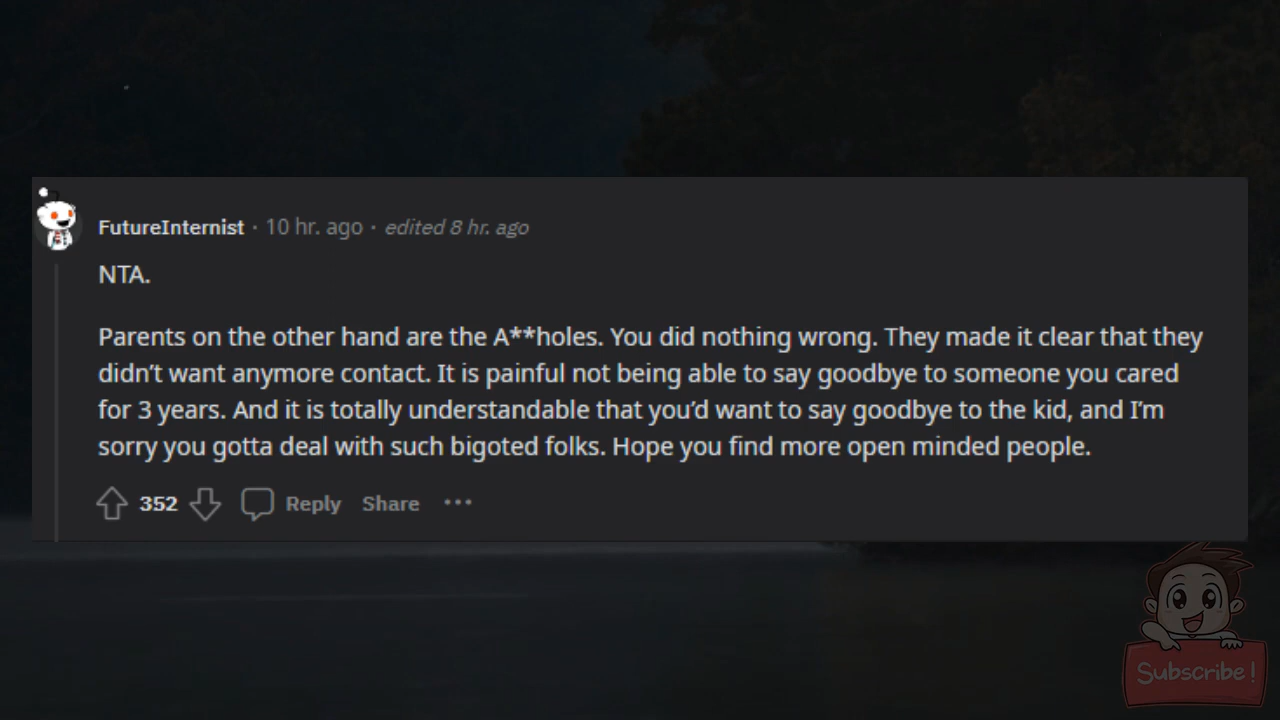 FutureInternist · 10 hr. ago · edited 8 hr. ago
NTA.
Parents on the other hand are the A**holes. You did nothing wrong. They made it clear that they
didn't want anymore contact. It is painful not being able to say goodbye to someone you cared
for 3 years. And it is totally understandable that you'd want to say goodbye to the kid, and I'm
sorry you gotta deal with such bigoted folks. Hope you find more open minded people.
352 Reply Share ···
Subscribe!